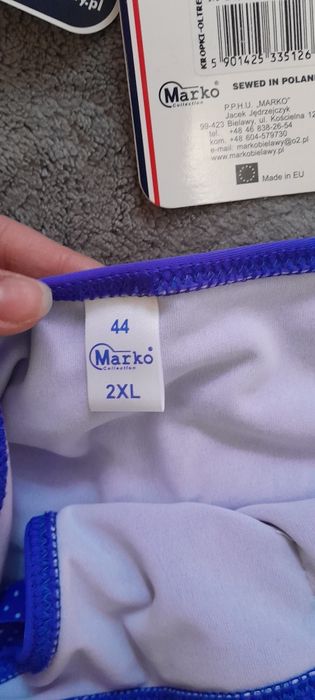 y.pl
KROPKI-OLTRE
5 901425 335126
Marko
Collection
SEWED IN POLAND
P.P.H.U. „MARKO”
Jacek Jędrzejczyk
99-423 Bielawy, ul. Kościelna 12
tel. +48 46 838-26-54
kom. +48 604-579730
e-mail: markobielawy@o2.pl
www.markobielawy.pl
Made in EU
44
Marko
Collection
2XL